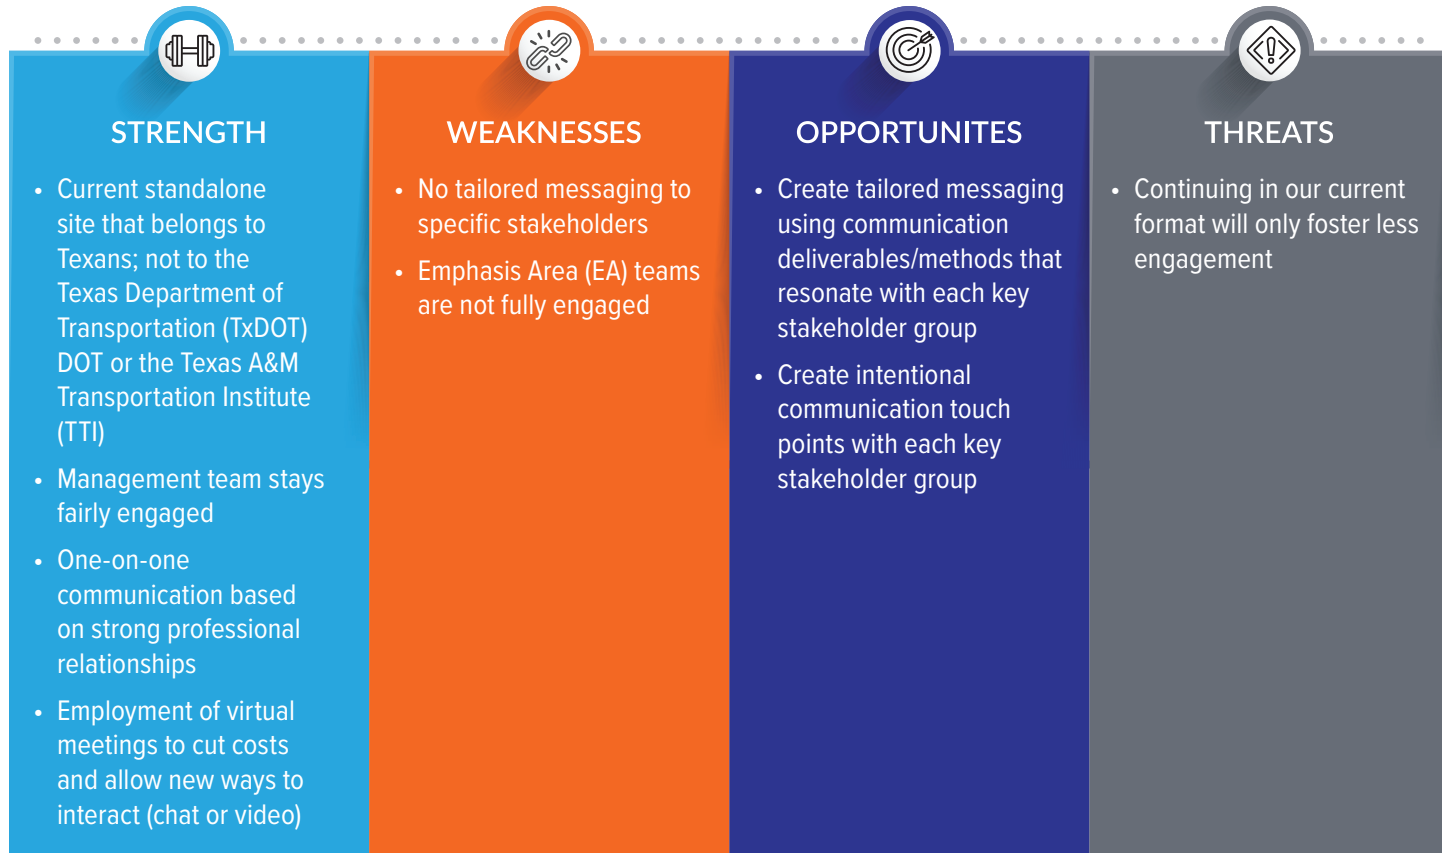 STRENGTH
• Current standalone
site that belongs to
Texans; not to the
Texas Department of
Transportation (TxDOT)
DOT or the Texas A&M
Transportation Institute
(TTI)
• Management team stays
fairly engaged
• One-on-one
communication based
on strong professional
relationships
• Employment of virtual
meetings to cut costs
and allow new ways to
interact (chat or video)
WEAKNESSES
• No tailored messaging to
specific stakeholders
• Emphasis Area (EA) teams
are not fully engaged
OPPORTUNITES
• Create tailored messaging
using communication
deliverables/methods that
resonate with each key
stakeholder group
• Create intentional
communication touch
points with each key
stakeholder group
THREATS
• Continuing in our current
format will only foster less
engagement